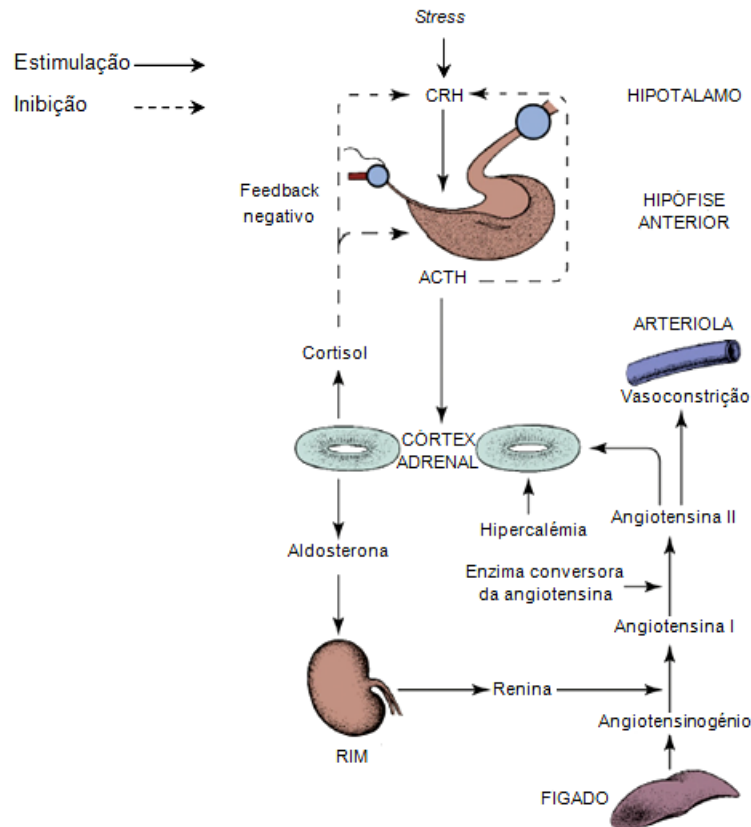 Stress
Estimulação
CRH
HIPOTALAMO
Inibição
Feedback
negativo
HIPÓFISE
ANTERIOR
ACTH
ARTERIOLA
Cortisol
Vasoconstrição
CÓRTEX
ADRENAL
Angiotensina II
Hipercalémia
Aldosterona
Enzima conversora
da angiotensina
Angiotensina I
Renina
Angiotensinogénio
RIM
FIGADO